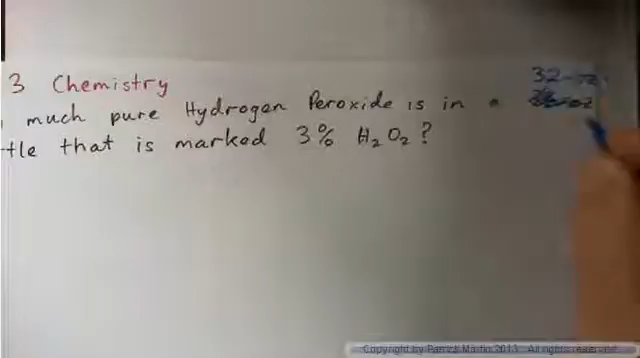 3 Chemistry
32-oz
much pure Hydrogen Peroxide is in a
tle that is marked 3% H₂O₂?
Copyright by Patrick Martin 2013. All rights reserved.